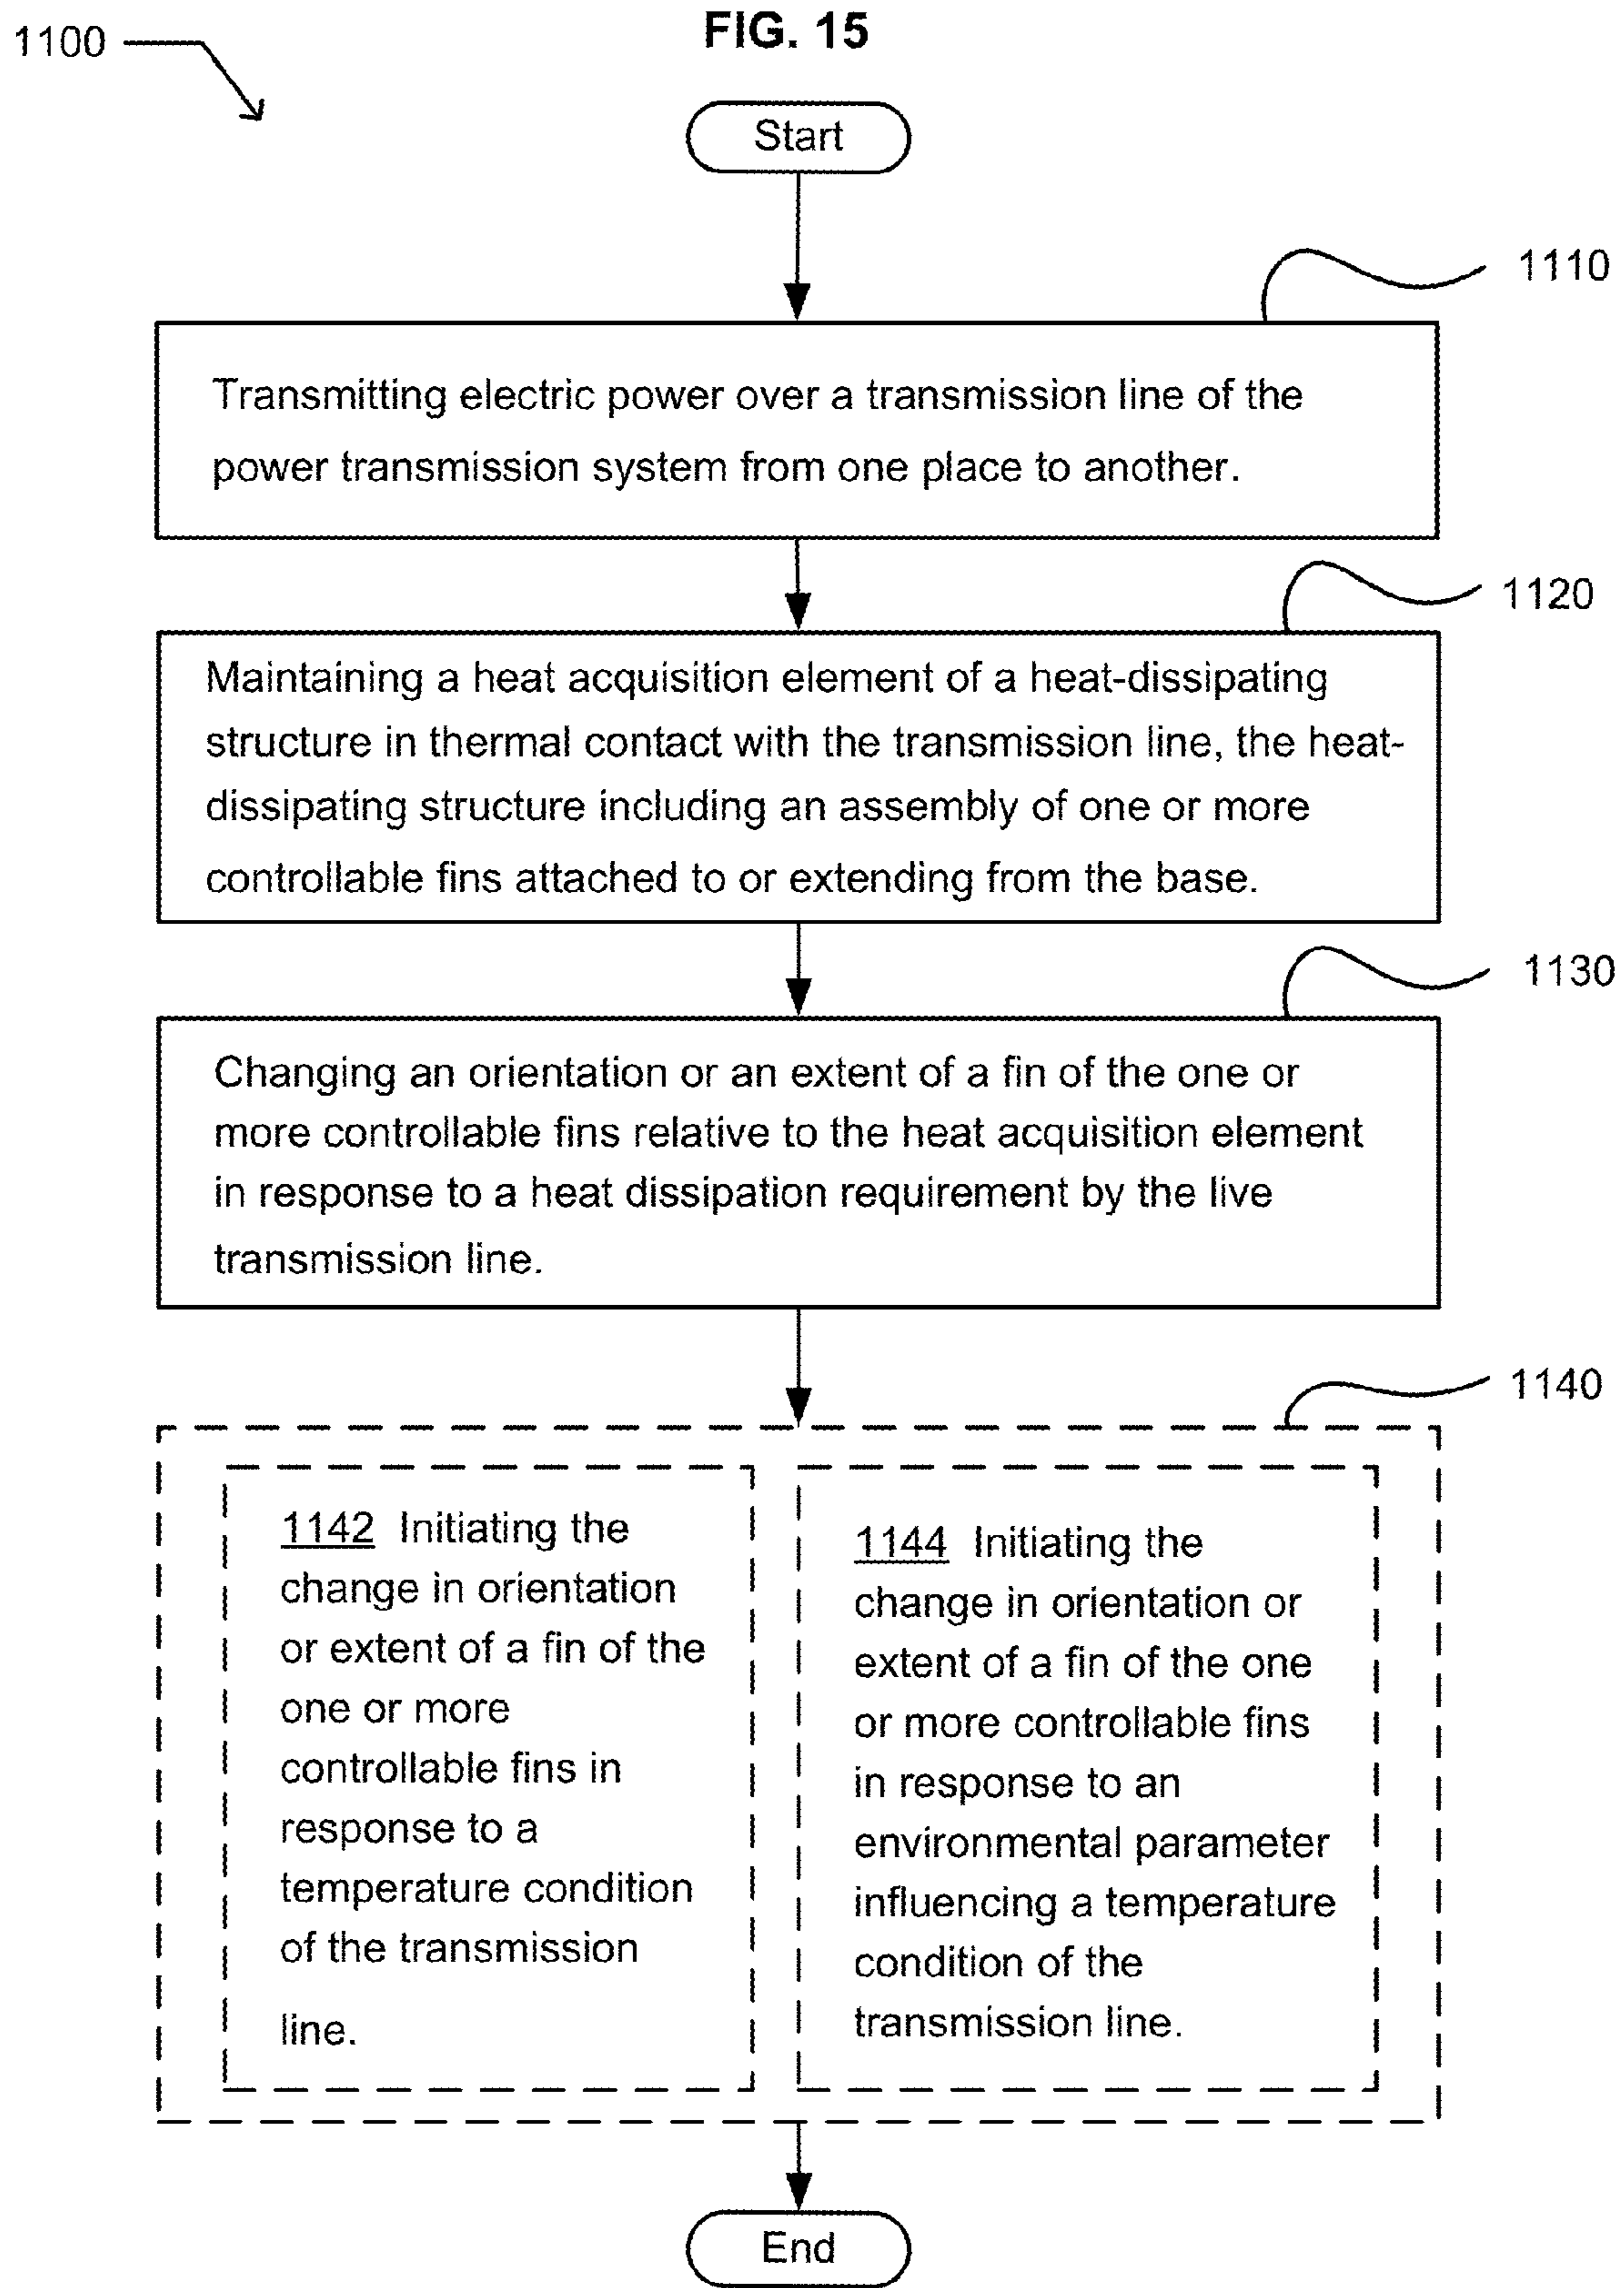 FIG. 15
1100
Start
1110
Transmitting electric power over a transmission line of the
power transmission system from one place to another.
1120
Maintaining a heat acquisition element of a heat-dissipating
structure in thermal contact with the transmission line, the heat-
dissipating structure including an assembly of one or more
controllable fins attached to or extending from the base.
1130
Changing an orientation or an extent of a fin of the one or
more controllable fins relative to the heat acquisition element
in response to a heat dissipation requirement by the live
transmission line.
1140
1142 Initiating the
change in orientation
or extent of a fin of the
one or more
controllable fins in
response to a
temperature condition
of the transmission
line.
1144 Initiating the
change in orientation or
extent of a fin of the one
or more controllable fins
in response to an
environmental parameter
influencing a temperature
condition of the
transmission line.
End